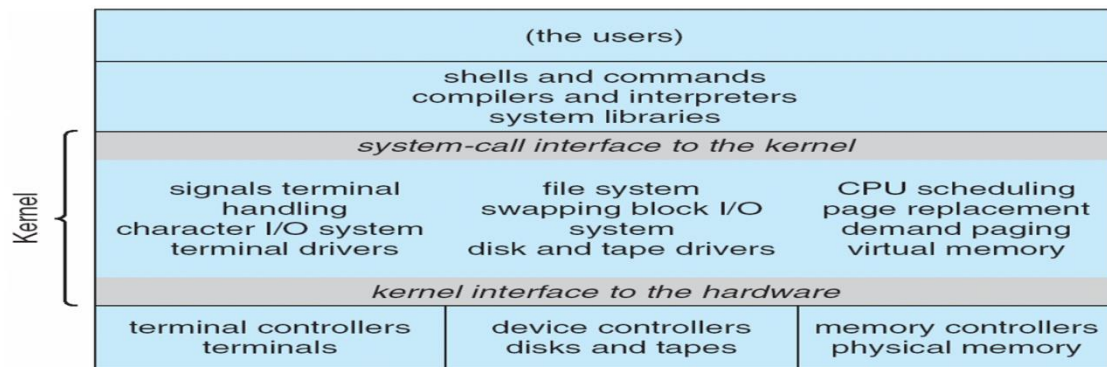 (the users)
shells and commands
compilers and interpreters
system libraries
Kernel
system-call interface to the kernel
signals terminal
handling
character I/O system
terminal drivers
file system
swapping block I/O
system
disk and tape drivers
CPU scheduling
page replacement
demand paging
virtual memory
kernel interface to the hardware
terminal controllers
terminals
device controllers
disks and tapes
memory controllers
physical memory